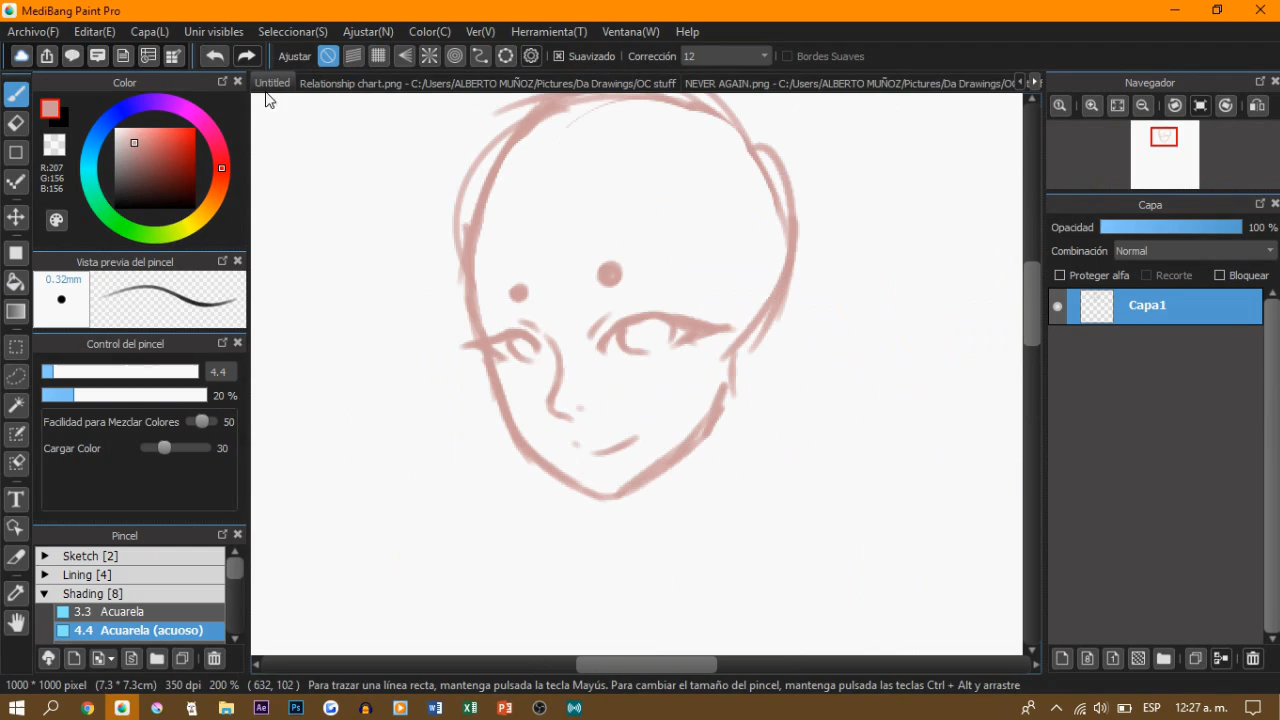 MediBang Paint Pro
Archivo(F) Editar(E) Capa(L) Unir visibles Seleccionar(S) Ajustar(N) Color(C) Ver(V) Herramienta(T) Ventana(W) Help
Ajustar Suavizado Corrección 12 Bordes Suaves
Color
Untitled Relationship chart.png - C:/Users/ALBERTO MUÑOZ/Pictures/Da Drawings/OC stuff NEVER AGAIN.png - C:/Users/ALBERTO MUÑOZ/Pictures/Da Drawings/OC
Navegador
R:207
G:156
B:156
Capa
Opacidad 100 %
Combinación Normal
Proteger alfa Recorte Bloquear
Capa1
Vista previa del pincel
0.32mm
Control del pincel
4.4
20 %
Facilidad para Mezclar Colores 50
Cargar Color 30
Pincel
Sketch [2]
Lining [4]
Shading [8]
3.3 Acuarela
4.4 Acuarela (acuoso)
1000 * 1000 pixel (7.3 * 7.3cm) 350 dpi 200 % ( 632, 102 ) Para trazar una línea recta, mantenga pulsada la tecla Mayús. Para cambiar el tamaño del pincel, mantenga pulsadas las teclas Ctrl + Alt y arrastre
ESP 12:27 a.m.